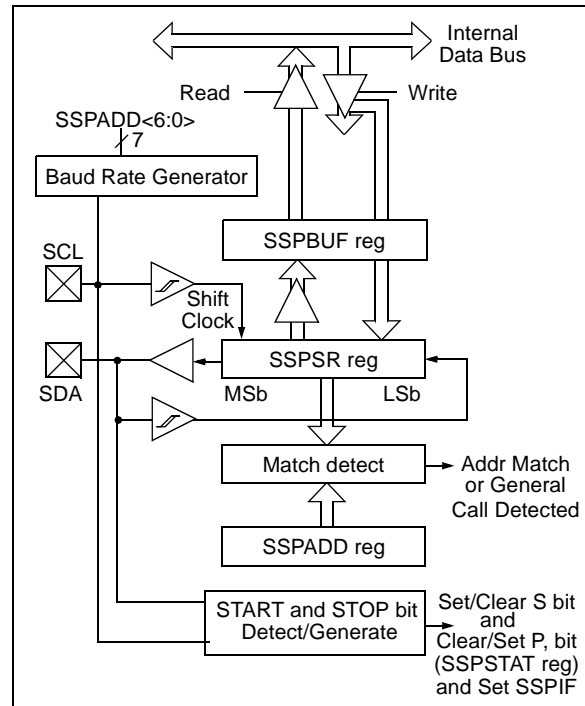 Internal
Data Bus
Read
Write
SSPADD<6:0>
7
Baud Rate Generator
SSPBUF reg
SCL
Shift
Clock
SSPSR reg
SDA
MSb
LSb
Match detect
Addr Match
or General
Call Detected
SSPADD reg
START and STOP bit
Detect/Generate
Set/Clear S bit
and
Clear/Set P, bit
(SSPSTAT reg)
and Set SSPIF